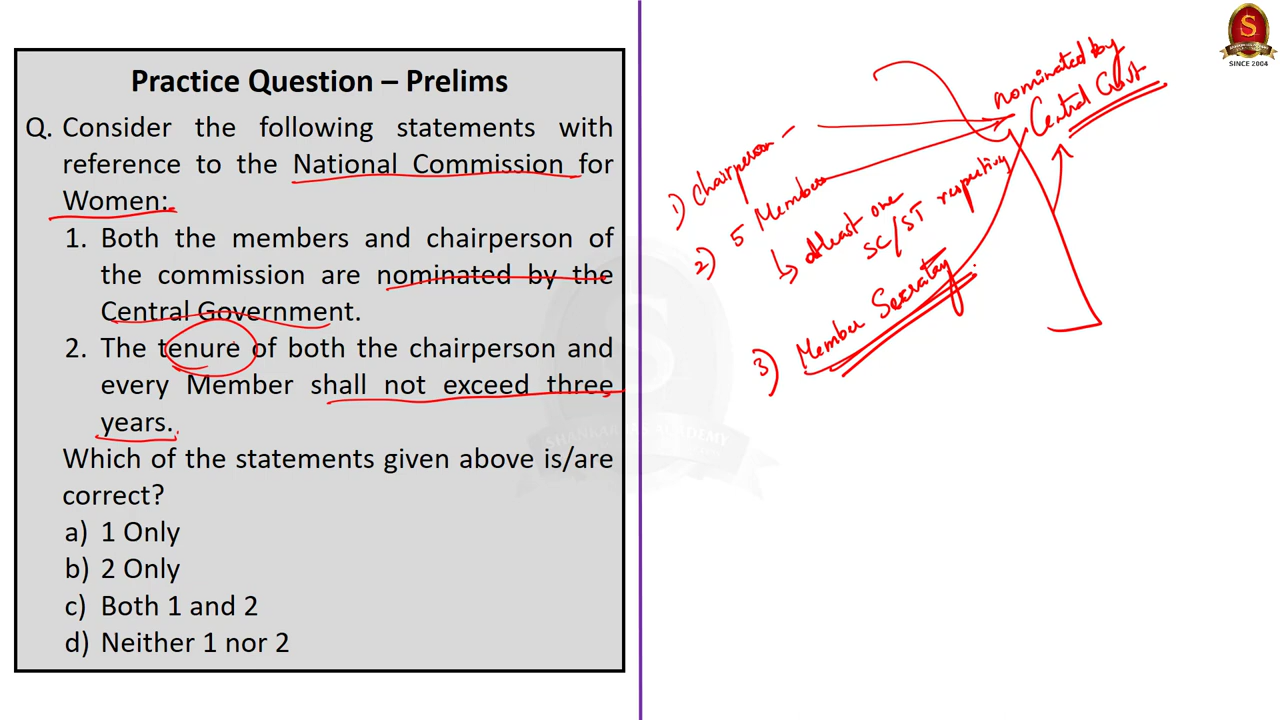 Practice Question – Prelims
Q. Consider the following statements with
reference to the National Commission for
Women:
1. Both the members and chairperson of
the commission are nominated by the
Central Government.
2. The tenure of both the chairperson and
every Member shall not exceed three
years.
Which of the statements given above is/are
correct?
a) 1 Only
b) 2 Only
c) Both 1 and 2
d) Neither 1 nor 2
S
SINCE 2004
nominated by
Central Govt
1) Chairperson -
2) 5 Members
↳ atleast one
SC/ST respectively
3) Member Secretary